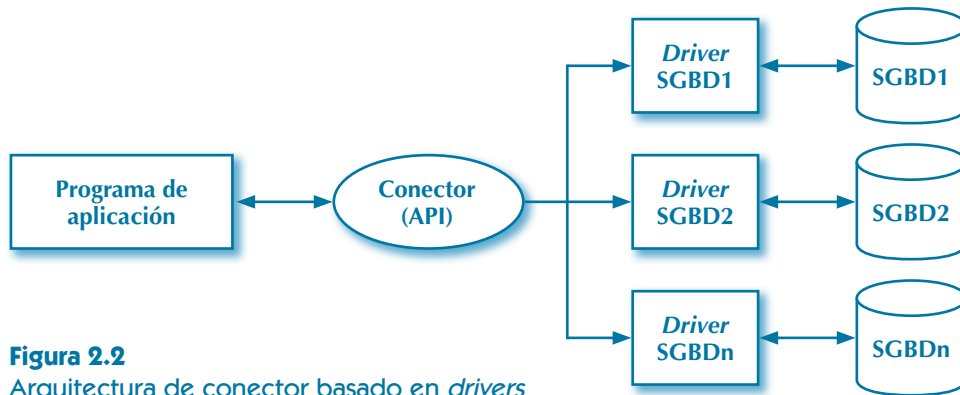 Programa de
aplicación
Conector
(API)
Driver
SGBD1
SGBD1
Driver
SGBD2
SGBD2
Driver
SGBDn
SGBDn
Figura 2.2
Arquitectura de conector basado en drivers